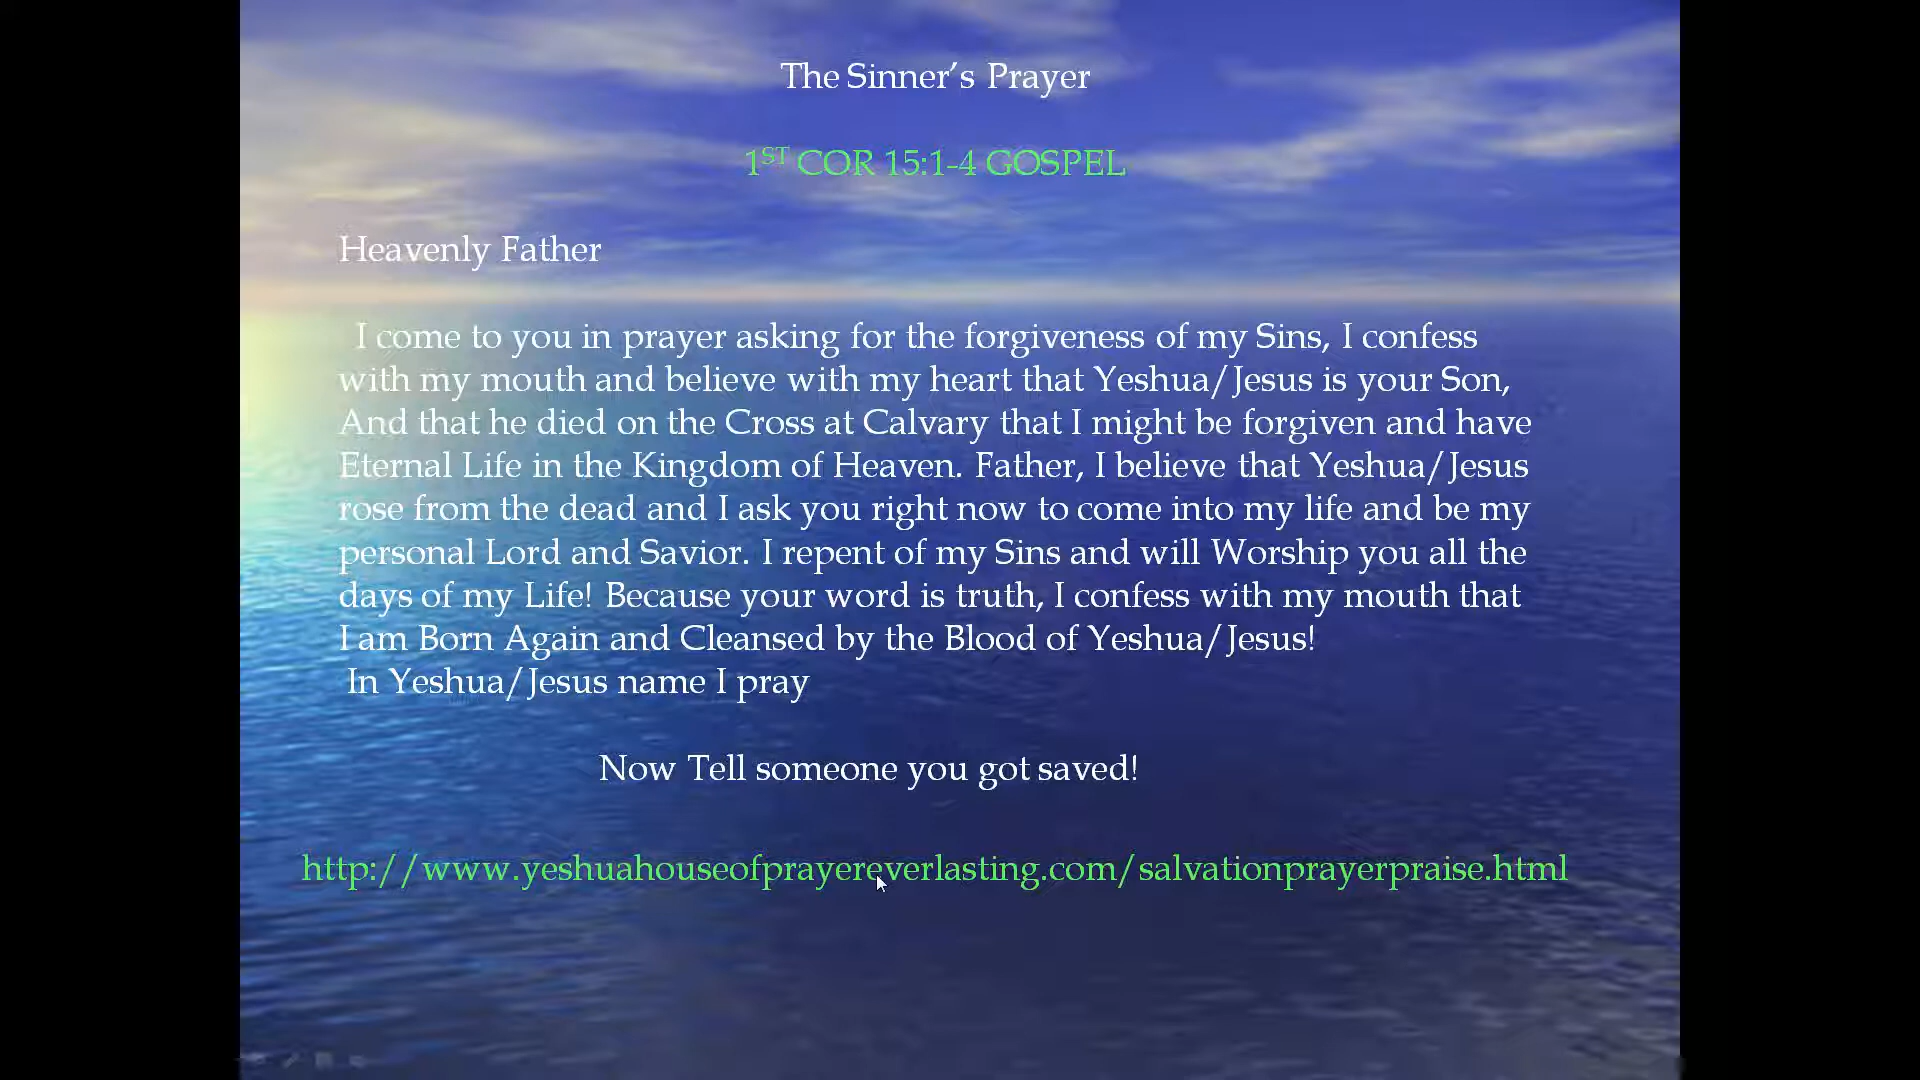 The Sinner’s Prayer
1ST COR 15:1-4 GOSPEL
Heavenly Father
I come to you in prayer asking for the forgiveness of my Sins, I confess
with my mouth and believe with my heart that Yeshua/Jesus is your Son,
And that he died on the Cross at Calvary that I might be forgiven and have
Eternal Life in the Kingdom of Heaven. Father, I believe that Yeshua/Jesus
rose from the dead and I ask you right now to come into my life and be my
personal Lord and Savior. I repent of my Sins and will Worship you all the
days of my Life! Because your word is truth, I confess with my mouth that
I am Born Again and Cleansed by the Blood of Yeshua/Jesus!
In Yeshua/Jesus name I pray
Now Tell someone you got saved!
http://www.yeshuahouseofprayereverlasting.com/salvationprayerpraise.html